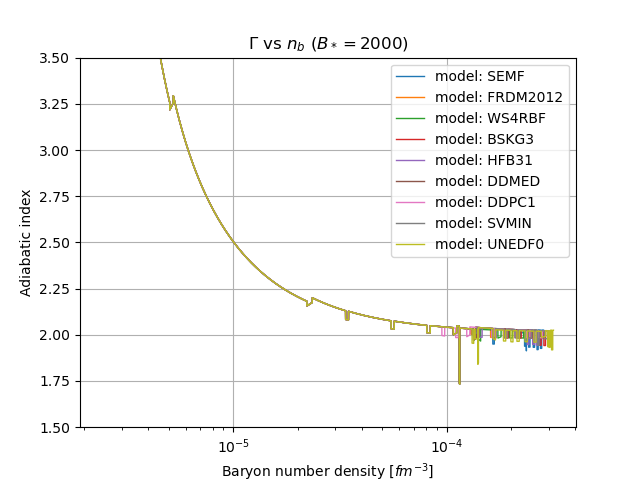 Γ vs n_b (B_* = 2000)
3.50
3.25
3.00
2.75
2.50
2.25
2.00
1.75
1.50
Adiabatic index
model: SEMF
model: FRDM2012
model: WS4RBF
model: BSKG3
model: HFB31
model: DDMED
model: DDPC1
model: SVMIN
model: UNEDF0
10^{-5}
10^{-4}
Baryon number density [fm^{-3}]